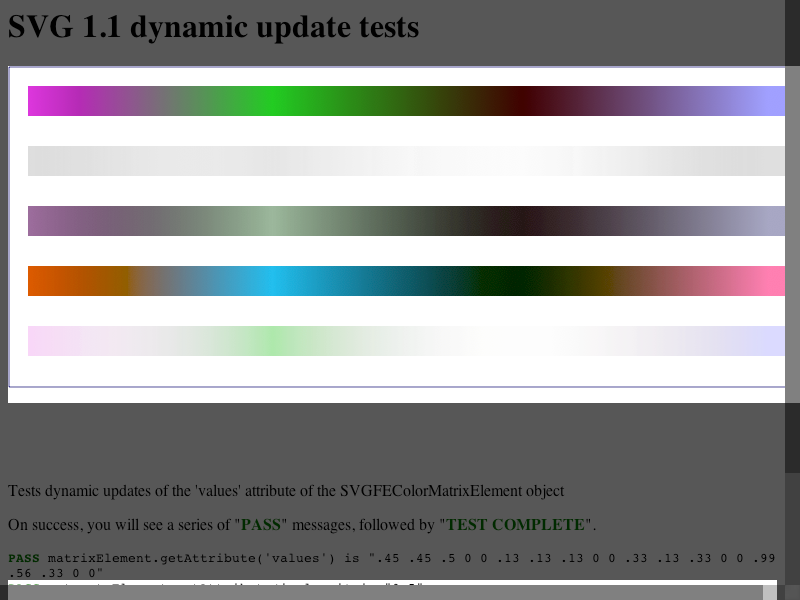 SVG 1.1 dynamic update tests
Tests dynamic updates of the 'values' attribute of the SVGFEColorMatrixElement object
On success, you will see a series of "PASS" messages, followed by "TEST COMPLETE".
PASS matrixElement.getAttribute('values') is ".45 .45 .5 0 0 .13 .13 .13 0 0 .33 .13 .33 0 0 .99
.56 .33 0 0"